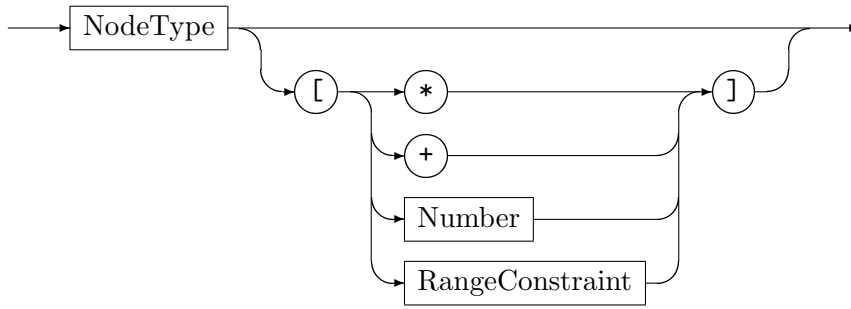 NodeType
[ * ]
+
Number
RangeConstraint